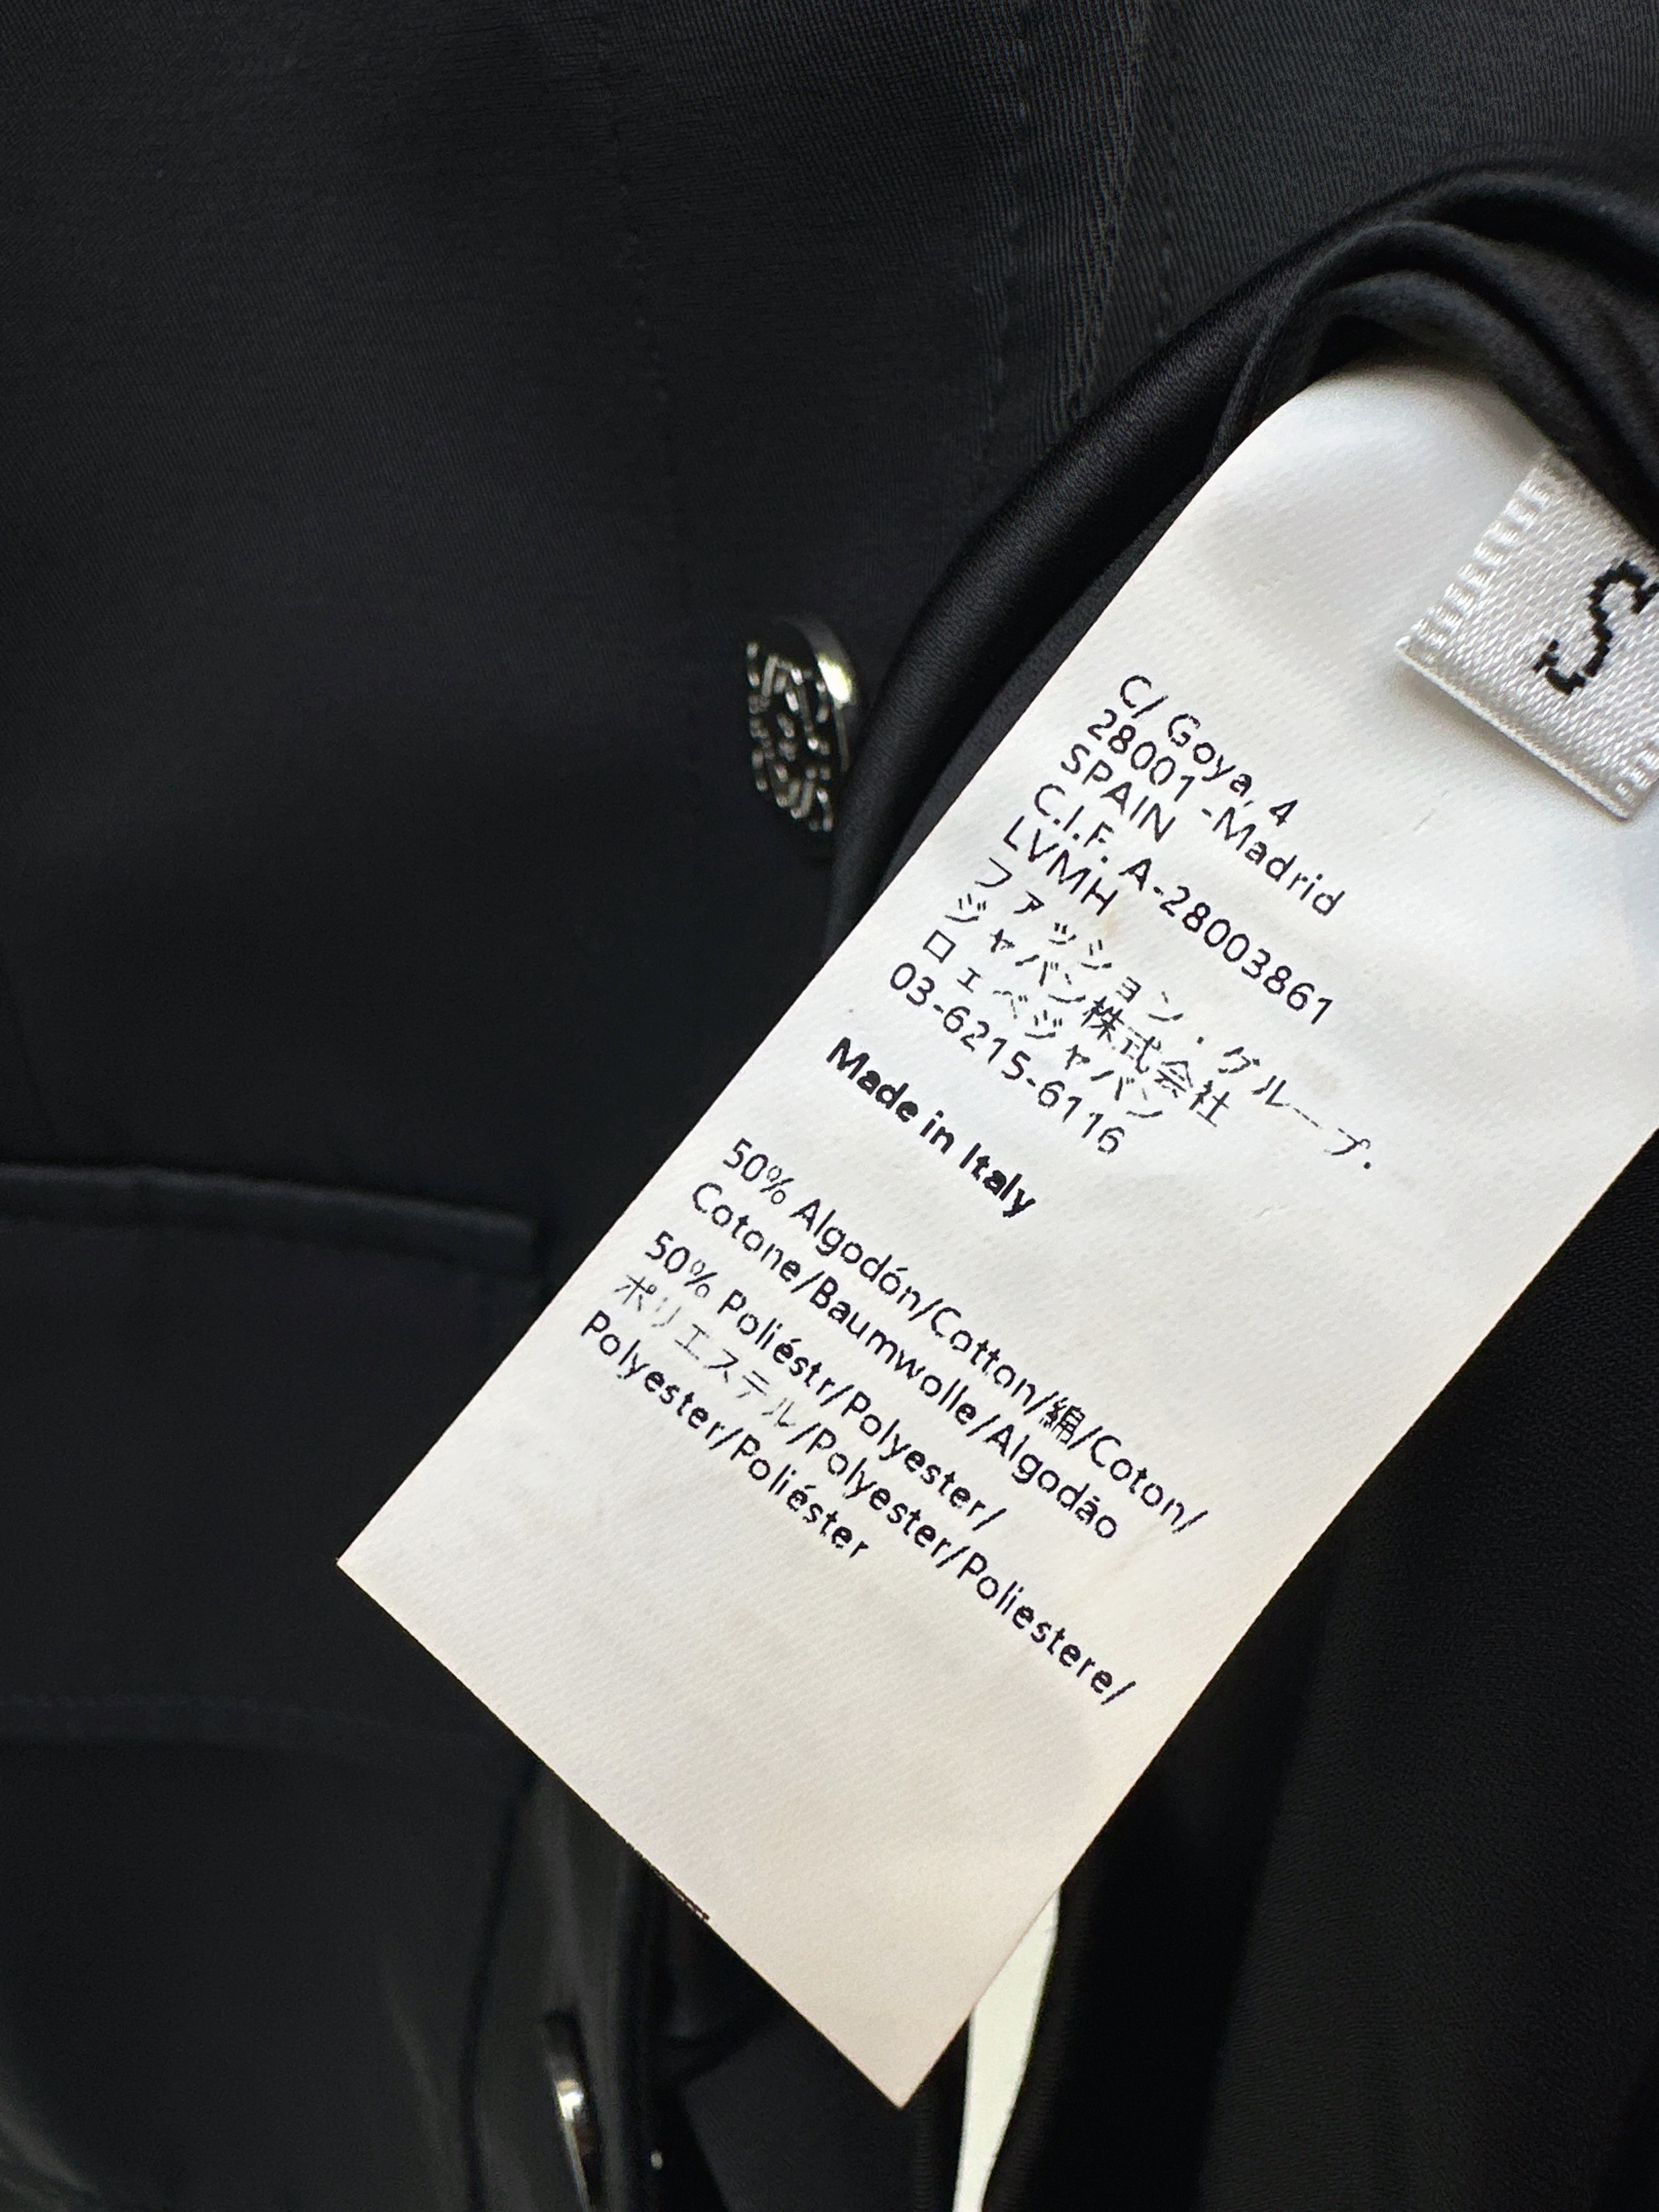 S
C/ Goya, 4
28001 -Madrid
SPAIN
C.I.F. A-28003861
LVMH
ファッション・グループ・
ジャパン株式会社
ロエベジャパン
03-6215-6116
Made in Italy
50% Algodón/Cotton/綿/Coton/
Cotone/Baumwolle/Algodão
50% Poliéstr/Polyester/
ポリエステル/Polyester/Poliestere/
Polyester/Poliéster